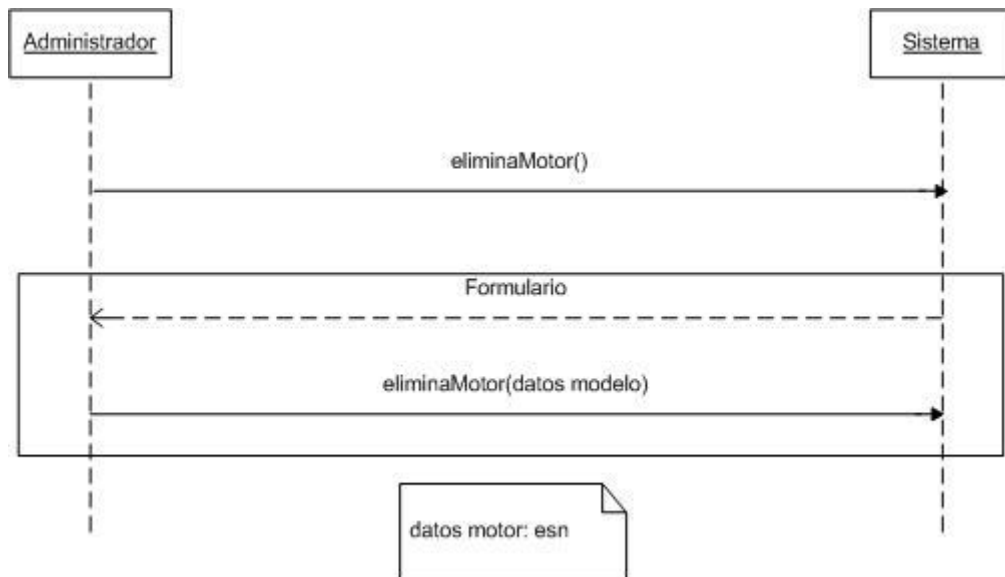 Administrador
Sistema
eliminaMotor()
Formulario
eliminaMotor(datos modelo)
datos motor: esn